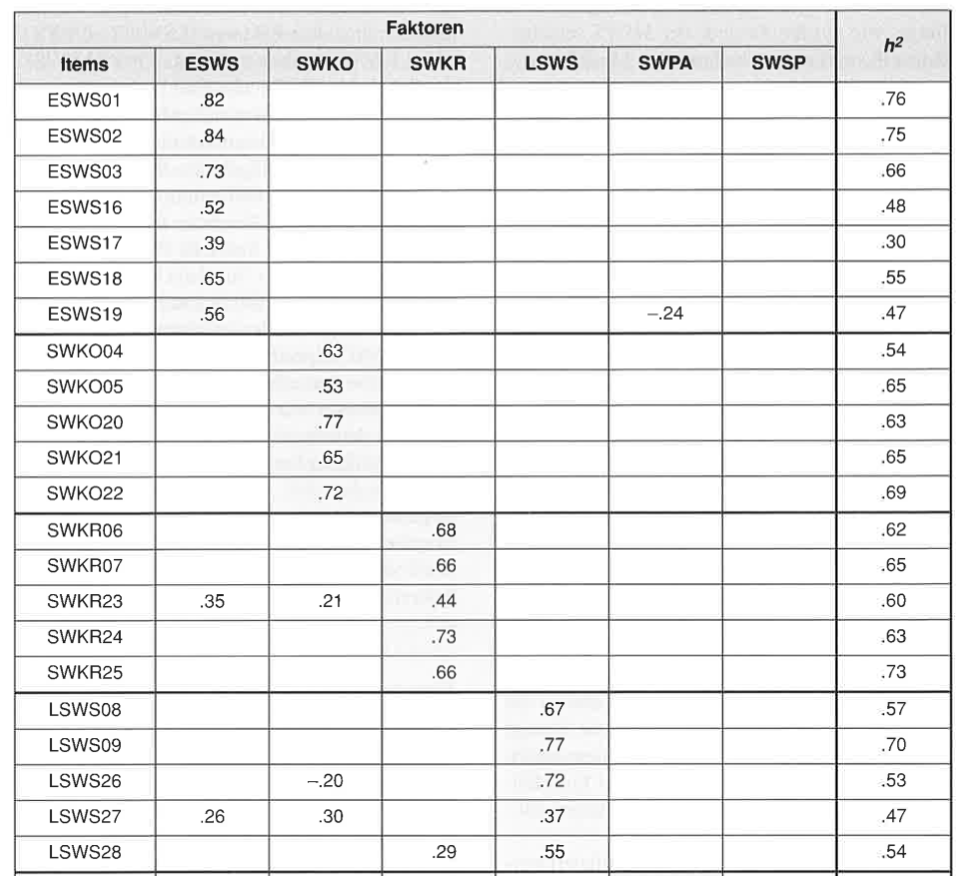 Faktoren
Items ESWS SWKO SWKR LSWS SWPA SWSP h²
ESWS01 .82 .76
ESWS02 .84 .75
ESWS03 .73 .66
ESWS16 .52 .48
ESWS17 .39 .30
ESWS18 .65 .55
ESWS19 .56 –.24 .47
SWKO04 .63 .54
SWKO05 .53 .65
SWKO20 .77 .63
SWKO21 .65 .65
SWKO22 .72 .69
SWKR06 .68 .62
SWKR07 .66 .65
SWKR23 .35 .21 .44 .60
SWKR24 .73 .63
SWKR25 .66 .73
LSWS08 .67 .57
LSWS09 .77 .70
LSWS26 –.20 .72 .53
LSWS27 .26 .30 .37 .47
LSWS28 .29 .55 .54